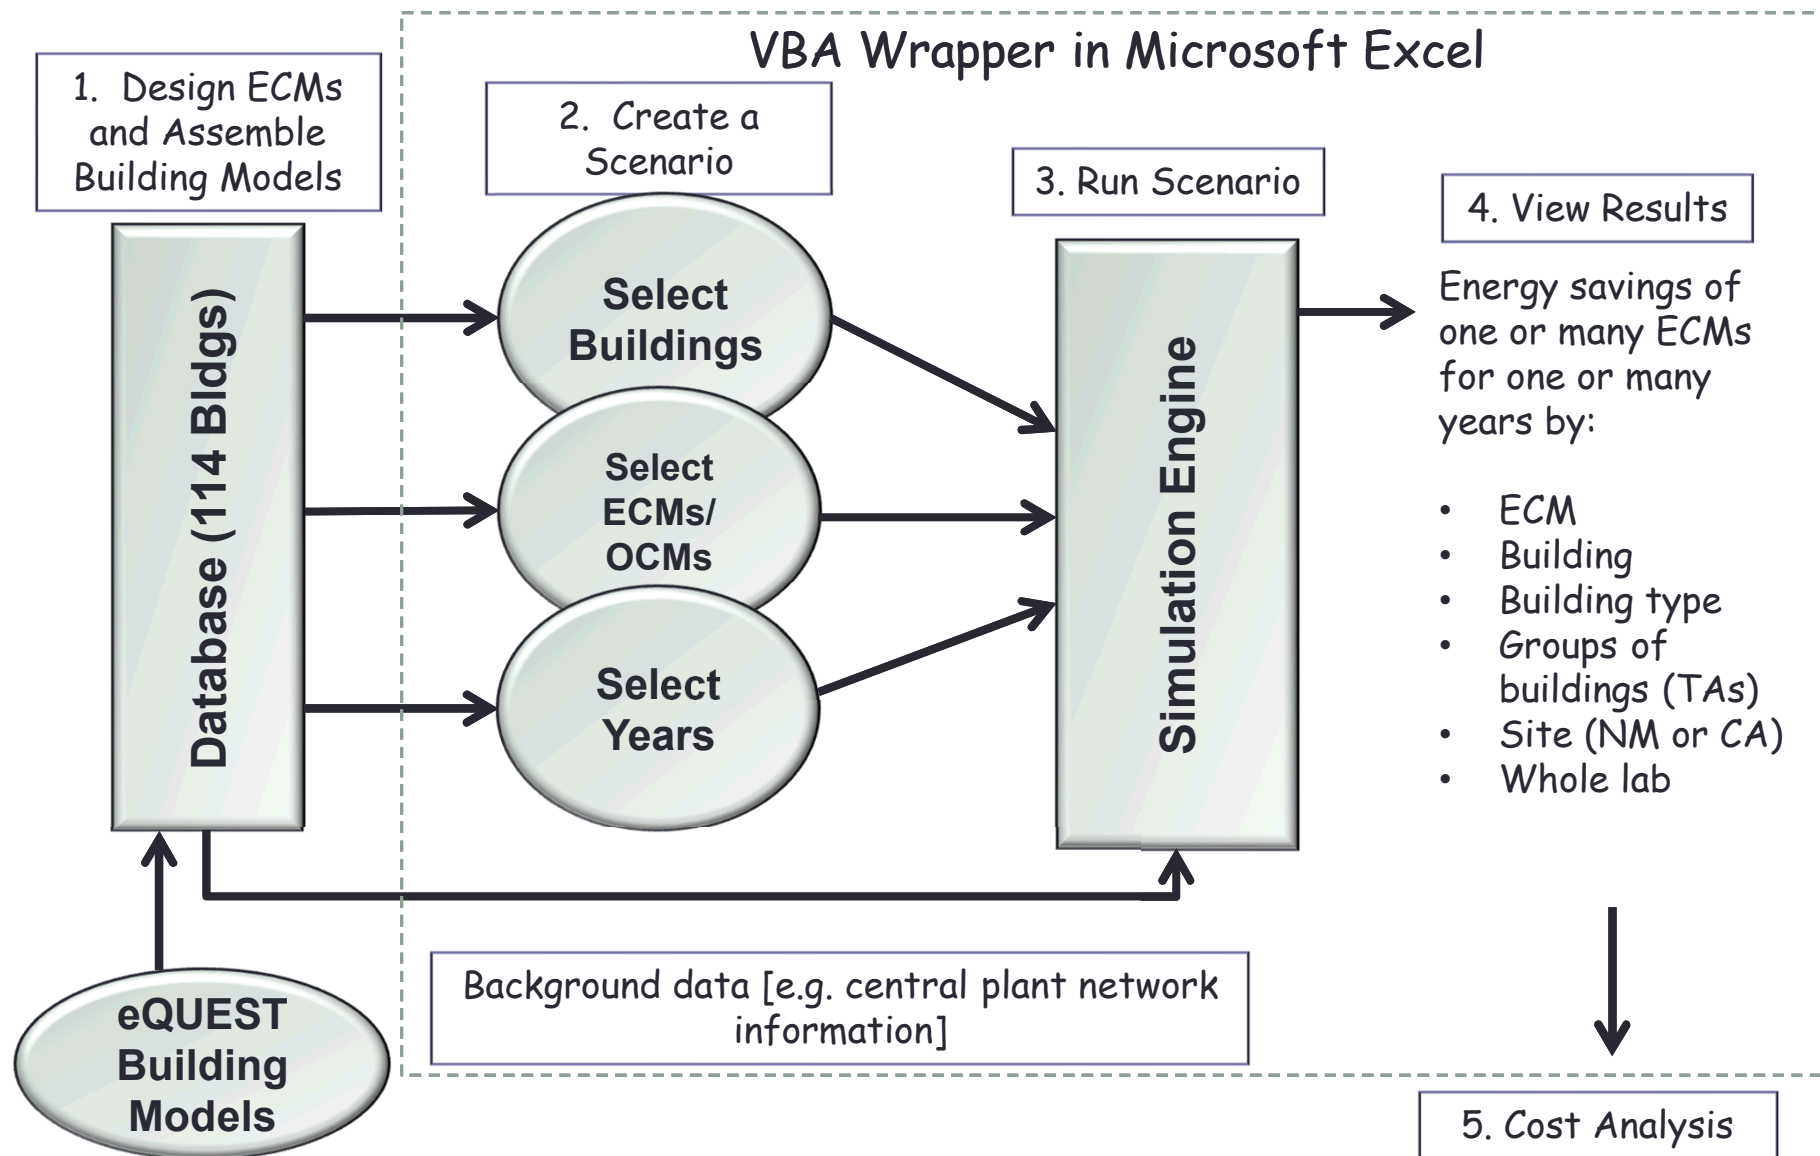 VBA Wrapper in Microsoft Excel
1. Design ECMs
and Assemble
Building Models
2. Create a
Scenario
3. Run Scenario
4. View Results
Database (114 Bldgs)
Select
Buildings
Select
ECMs/
OCMs
Select
Years
Simulation Engine
Energy savings of
one or many ECMs
for one or many
years by:
• ECM
• Building
• Building type
• Groups of
buildings (TAs)
• Site (NM or CA)
• Whole lab
eQUEST
Building
Models
Background data [e.g. central plant network
information]
5. Cost Analysis